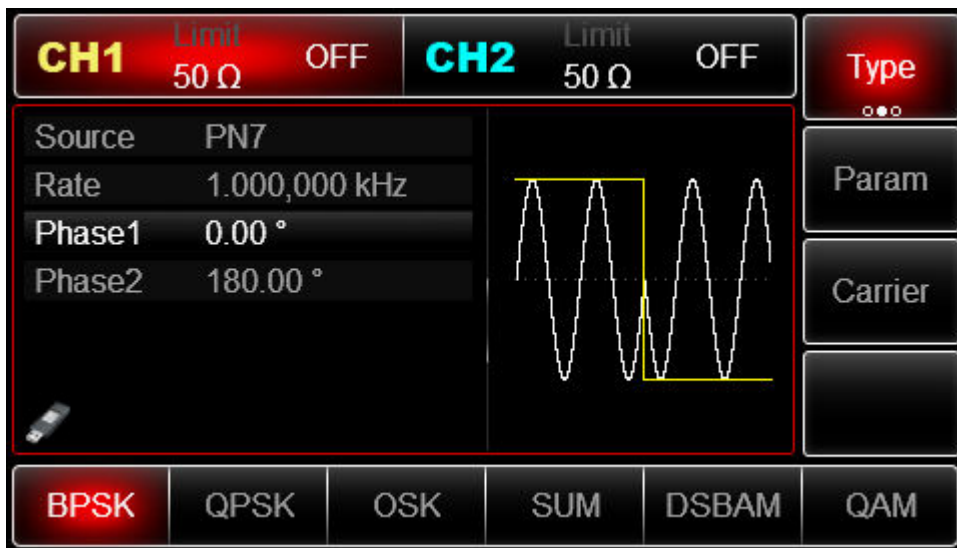 CH1 Limit 50 Ω OFF CH2 Limit 50 Ω OFF
Type
Source PN7
Rate 1.000,000 kHz
Phase1 0.00 °
Phase2 180.00 °
Param
Carrier
BPSK QPSK OSK SUM DSBAM QAM